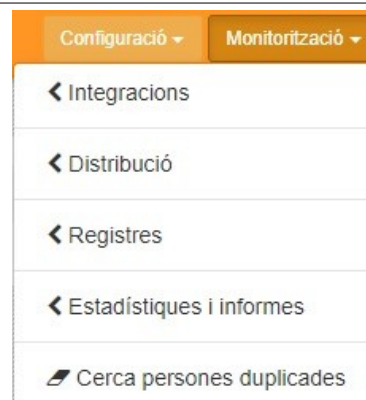 Configuració Monitorització
Integracions
Distribució
Registres
Estadístiques i informes
Cerca persones duplicades